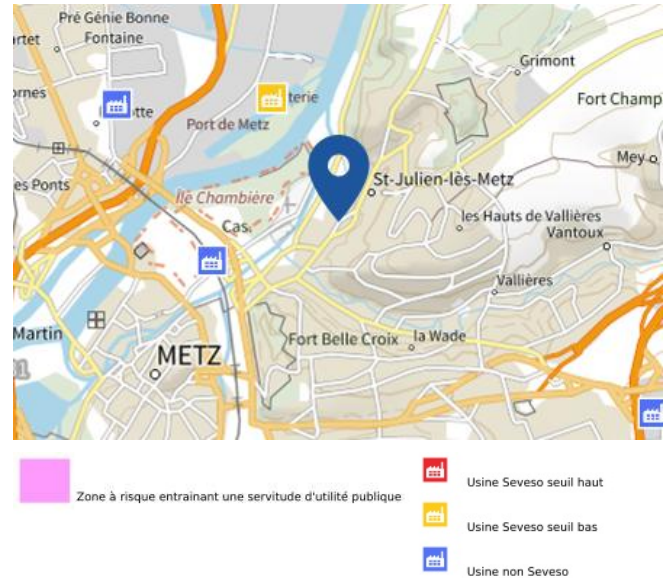 Pré Génie Bonne
Fontaine
Grimont
terie
Fort Champ
Port de Metz
Mey
es Ponts
St-Julien-lès-Metz
Île Chambière
les Hauts de Vallières
Cas.
Vantoux
Vallières
Martin
Fort Belle Croix
la Wade
METZ
Zone à risque entrainant une servitude d'utilité publique
Usine Seveso seuil haut
Usine Seveso seuil bas
Usine non Seveso